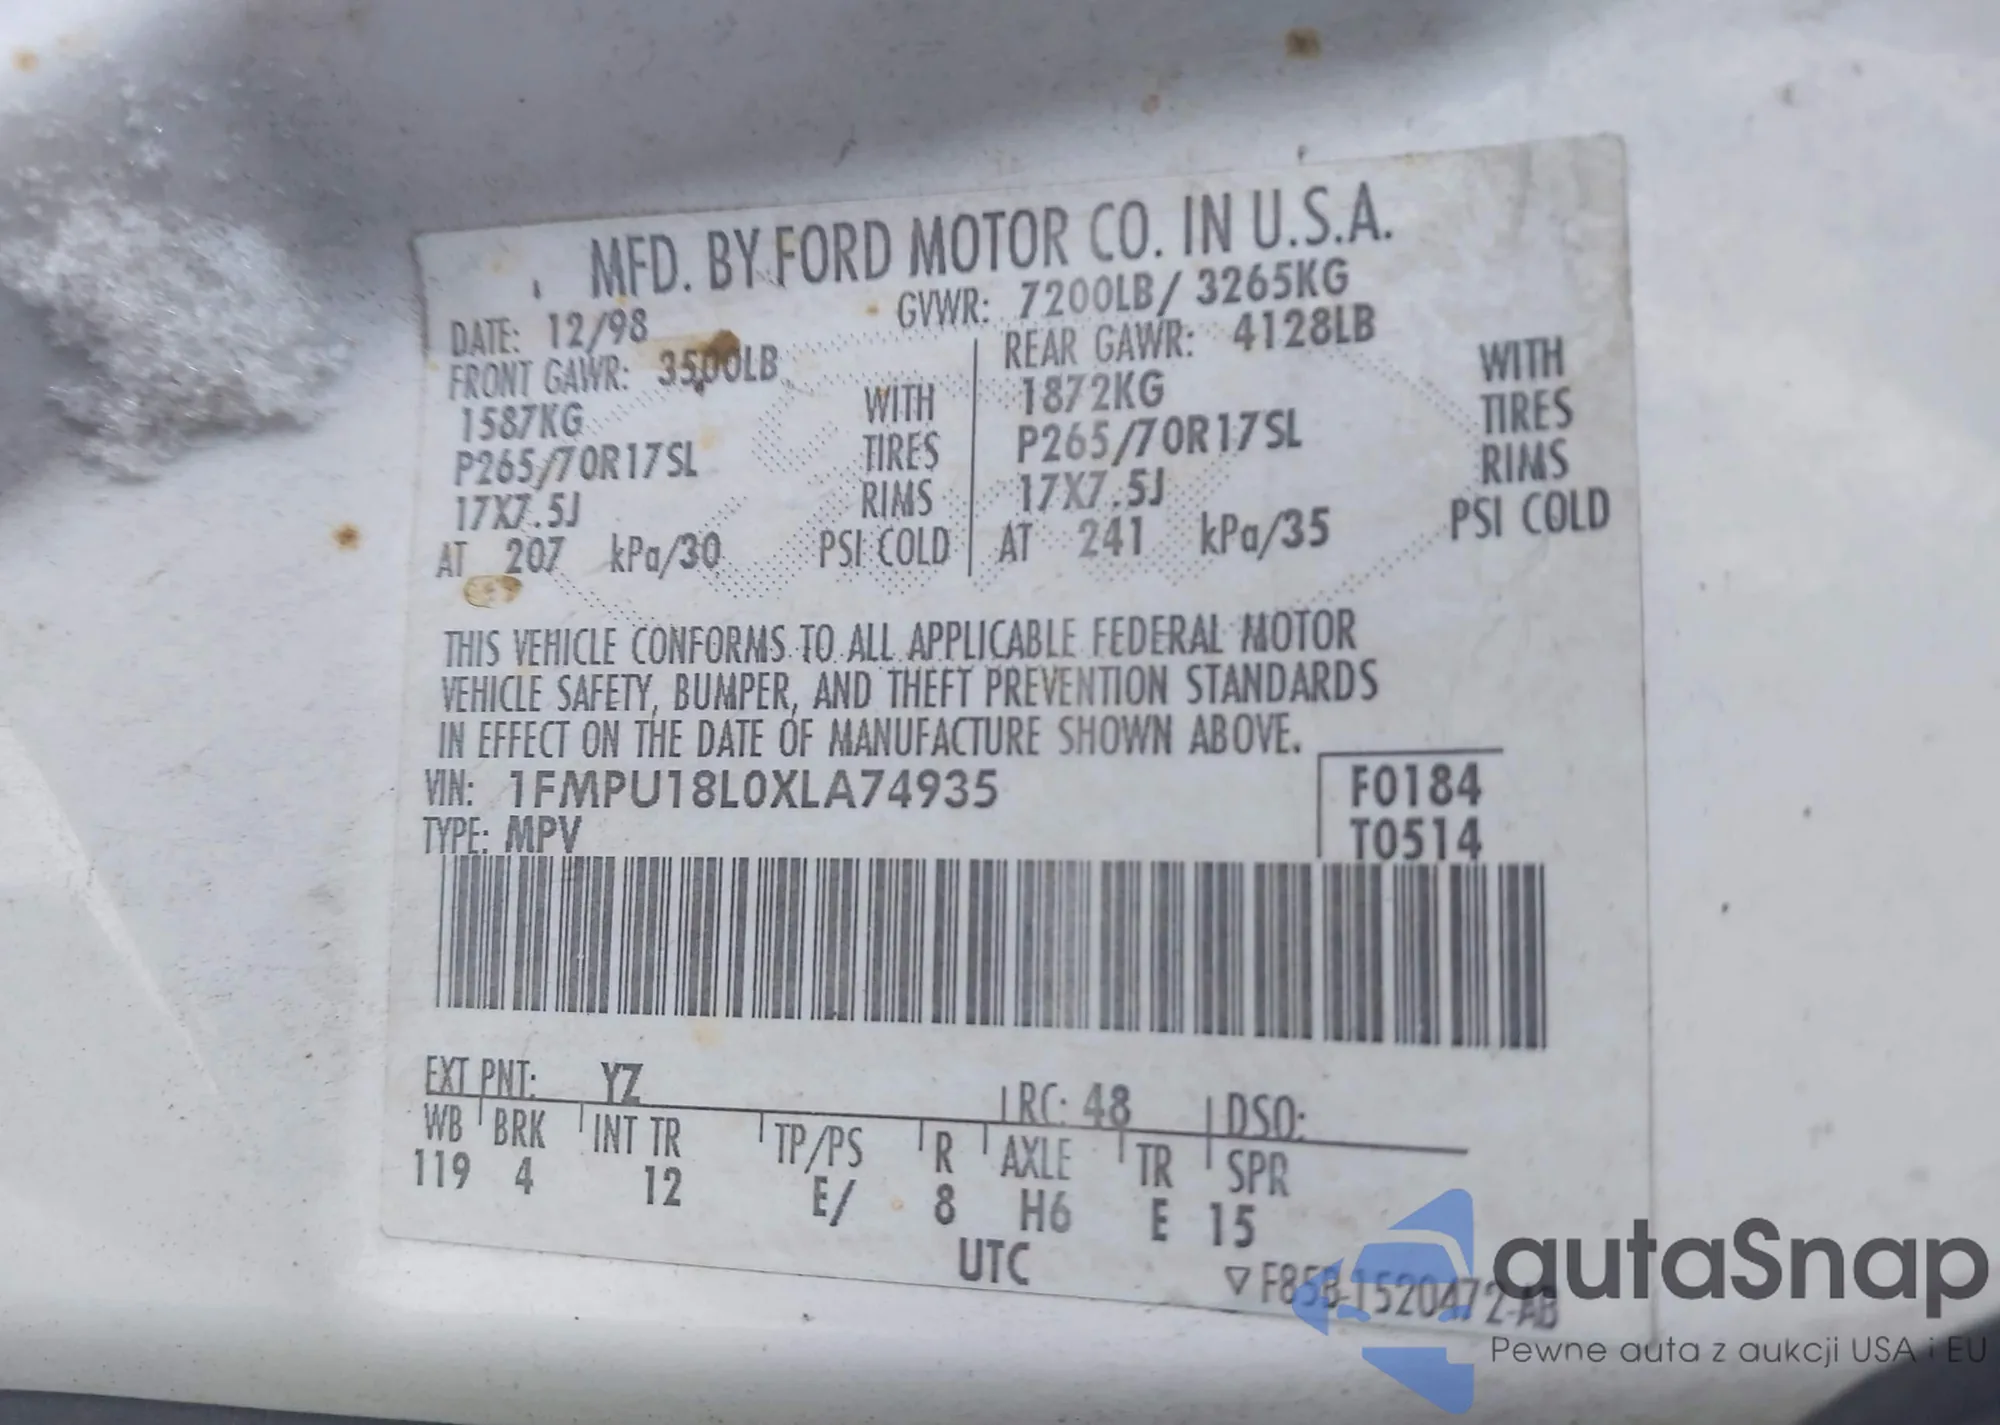 MFD. BY FORD MOTOR CO. IN U.S.A.
DATE: 12/98 GVWR: 7200LB/ 3265KG
FRONT GAWR: 3500LB REAR GAWR: 4128LB
1587KG WITH 1872KG WITH
P265/70R17SL TIRES P265/70R17SL TIRES
17X7.5J RIMS 17X7.5J RIMS
AT 207 kPa/30 PSI COLD AT 241 kPa/35 PSI COLD
THIS VEHICLE CONFORMS TO ALL APPLICABLE FEDERAL MOTOR
VEHICLE SAFETY, BUMPER, AND THEFT PREVENTION STANDARDS
IN EFFECT ON THE DATE OF MANUFACTURE SHOWN ABOVE.
VIN: 1FMPU18L0XLA74935 F0184
TYPE: MPV T0514
EXT PNT: YZ RC: 48 DSO:
WB BRK INT TR TP/PS R AXLE TR SPR
119 4 12 E/ 8 H6 E 15
UTC
▽ F85B-1520472-AB
autaSnap
Pewne auta z aukcji USA i EU